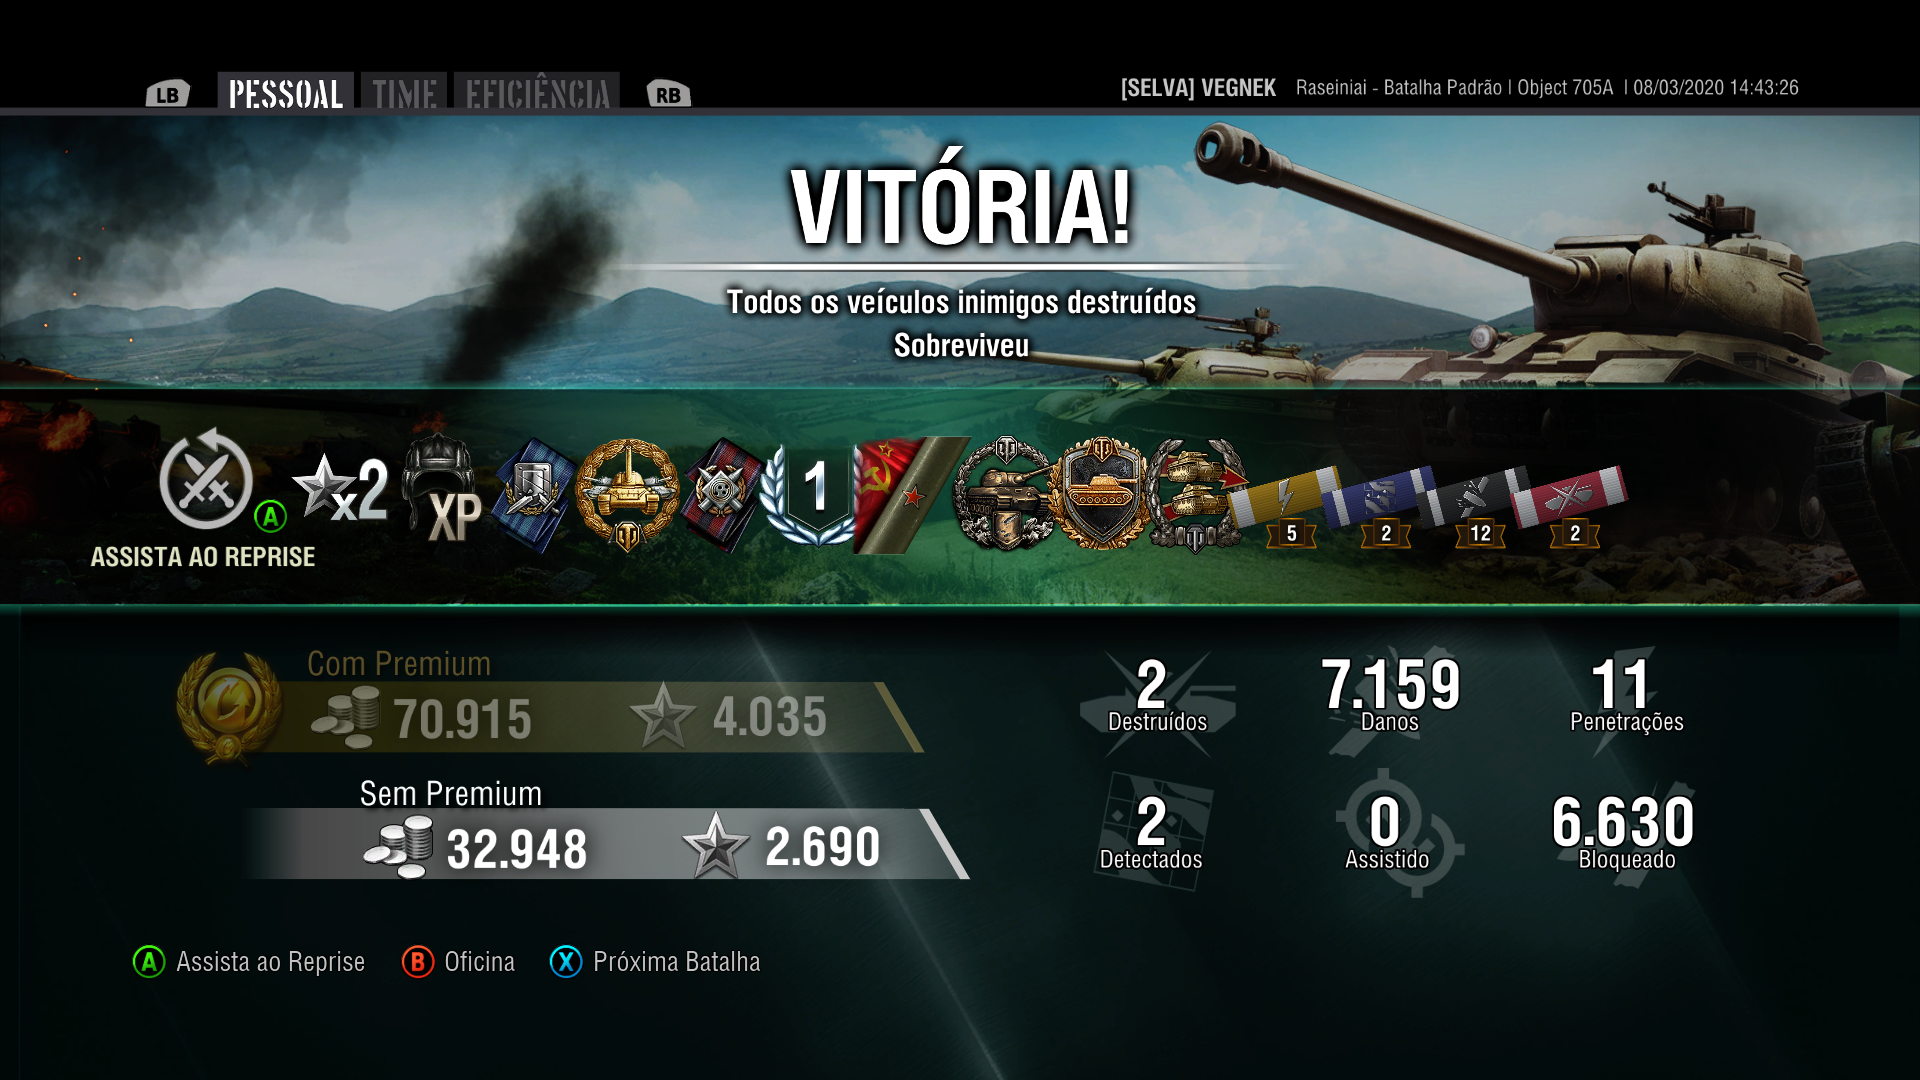 LB PESSOAL TIME EFICIÊNCIA RB [SELVA] VEGNEK Raseiniai - Batalha Padrão | Object 705A | 08/03/2020 14:43:26
VITÓRIA!
Todos os veículos inimigos destruídos
Sobreviveu
x2 XP 1
A
5 2 12 2
ASSISTA AO REPRISE
Com Premium
70.915 4.035
Sem Premium
32.948 2.690
2 7.159 11
Destruídos Danos Penetrações
2 0 6.630
Detectados Assistido Bloqueado
A Assista ao Reprise B Oficina X Próxima Batalha